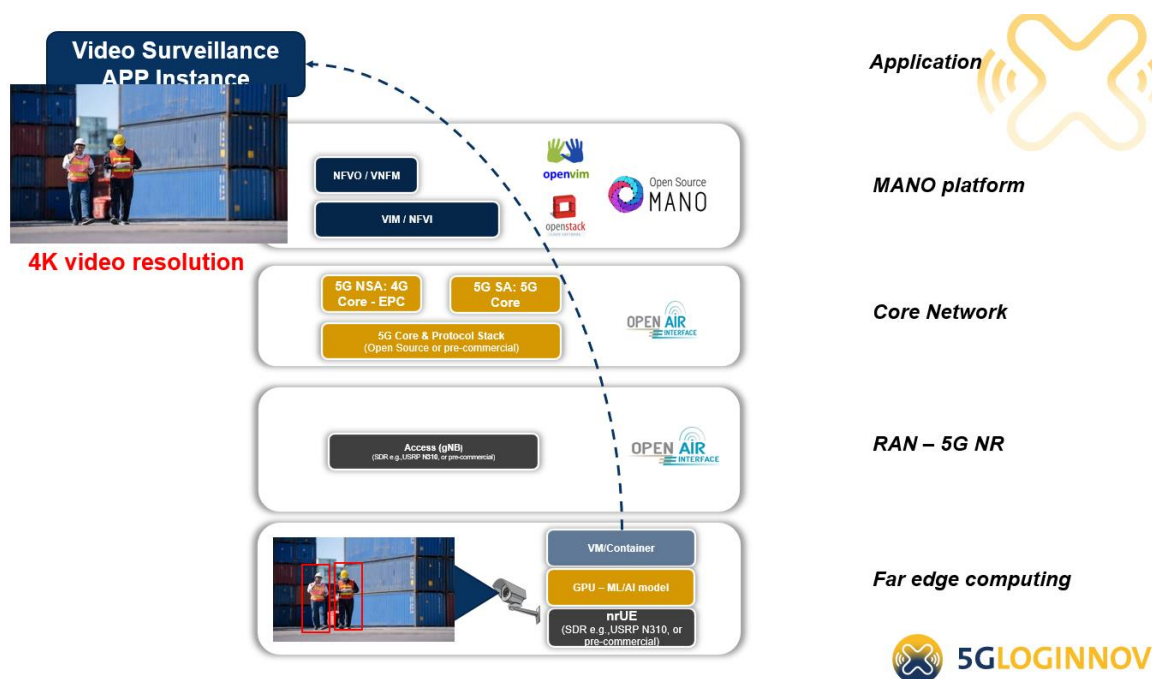 Video Surveillance
APP Instance
Application
NFVO / VNFM
VIM / NFVI
openvim
openstack
CLOUD SOFTWARE
Open Source
MANO
MANO platform
4K video resolution
5G NSA: 4G
Core - EPC
5G SA: 5G
Core
5G Core & Protocol Stack
(Open Source or pre-commercial)
OPEN AIR
INTERFACE
Core Network
Access (gNB)
(SDR e.g.,USRP N310, or pre-commercial)
OPEN AIR
INTERFACE
RAN – 5G NR
VM/Container
GPU – ML/AI model
nrUE
(SDR e.g.,USRP N310, or
pre-commercial)
Far edge computing
5GLOGINNOV